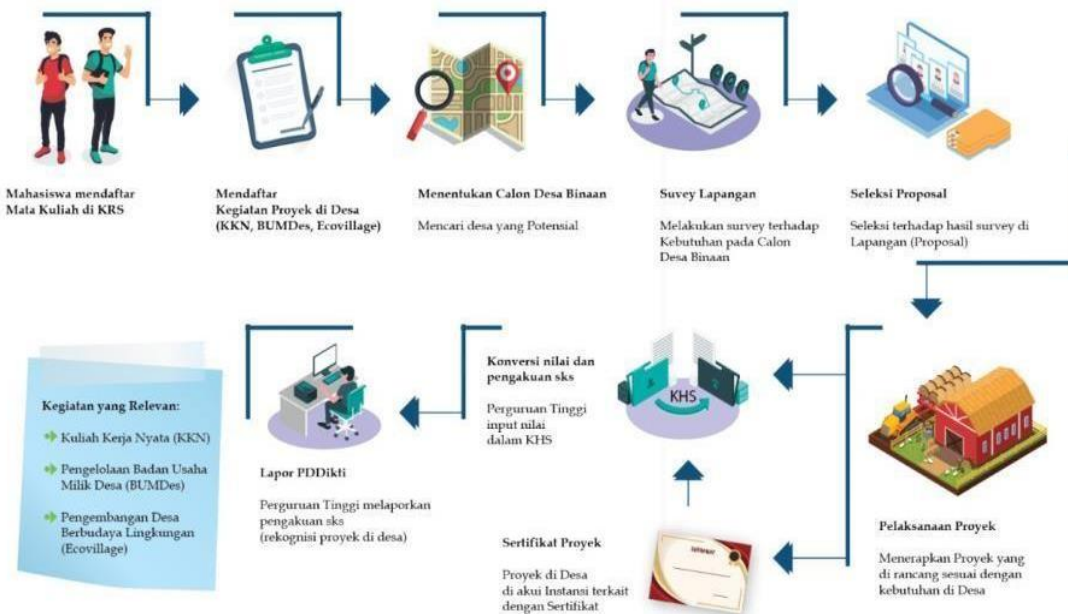 Mahasiswa mendaftar
Mata Kuliah di KRS
Mendaftar
Kegiatan Proyek di Desa
(KKN, BUMDes, Ecovillage)
Menentukan Calon Desa Binaan
Mencari desa yang Potensial
Suvey Lapangan
Melakukan survey terhadap
Kebutuhan pada Calon
Desa Binaan
Seleksi Proposal
Seleksi terhadap hasil survey di
Lapangan (Proposal)
Pelaksanaan Proyek
Menerapkan Proyek yang
di rancang sesuai dengan
kebutuhan di Desa
Sertifikat Proyek
Proyek di Desa
di akui Instansi terkait
dengan Sertifikat
SERTIFIKAT
KHS
Konversi nilai dan
pengakuan sks
Perguruan Tinggi
input nilai
dalam KHS
Lapor PDDikti
Perguruan Tinggi melaporkan
pengakuan sks
(rekognisi proyek di desa)
Kegiatan yang Relevan:
Kuliah Kerja Nyata (KKN)
Pengelolaan Badan Usaha
Milik Desa (BUMDes)
Pengembangan Desa
Berbudaya Lingkungan
(Ecovillage)